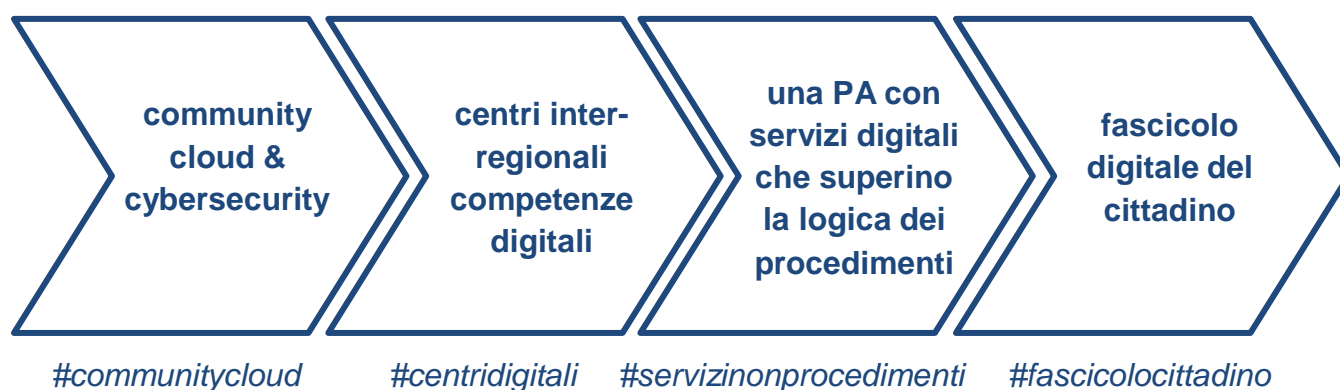 community
cloud &
cybersecurity
centri inter-
regionali
competenze
digitali
una PA con
servizi digitali
che superino
la logica dei
procedimenti
fascicolo
digitale del
cittadino
#communitycloud
#centridigitali
#servizinonprocedimenti
#fascicolocittadino